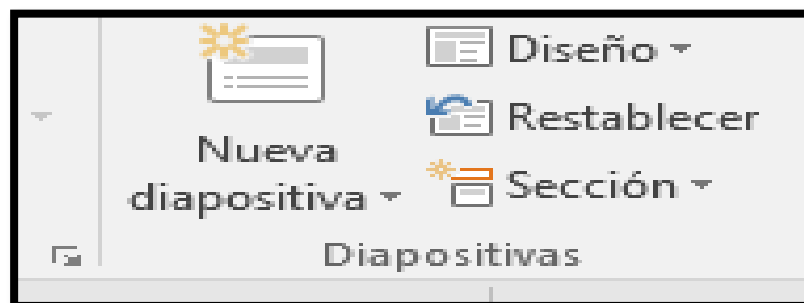 Nueva
diapositiva
Diseño
Restablecer
Sección
Diapositivas